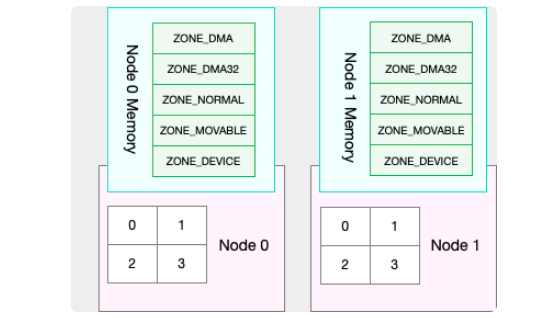 Node 0 Memory
ZONE_DMA
ZONE_DMA32
ZONE_NORMAL
ZONE_MOVABLE
ZONE_DEVICE
0 1
2 3
Node 0
Node 1 Memory
ZONE_DMA
ZONE_DMA32
ZONE_NORMAL
ZONE_MOVABLE
ZONE_DEVICE
0 1
2 3
Node 1